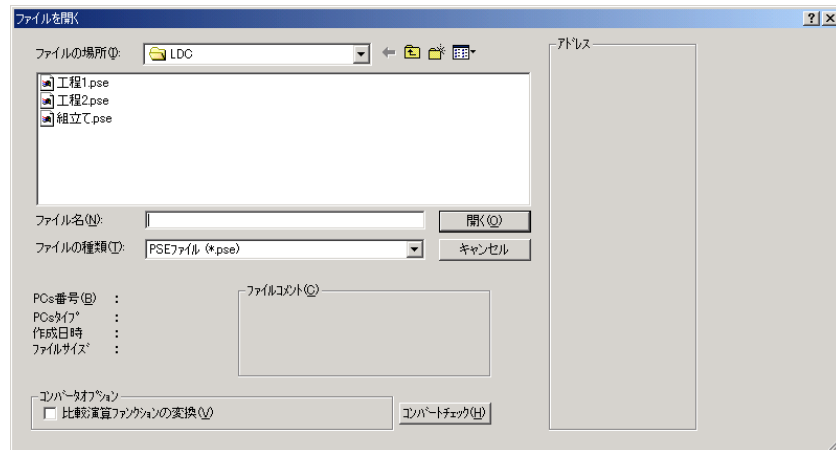 ファイルを開く
ファイルの場所(I):
LDC
アドレス
工程1.pse
工程2.pse
組立て.pse
ファイル名(N):
開く(O)
ファイルの種類(T):
PSEファイル (*.pse)
キャンセル
PCs番号(B) :
PCsタイプ :
作成日時 :
ファイルサイズ :
ファイルコメント(C)
コンバータオプション
比較演算ファンクションの変換(V)
コンバートチェック(H)